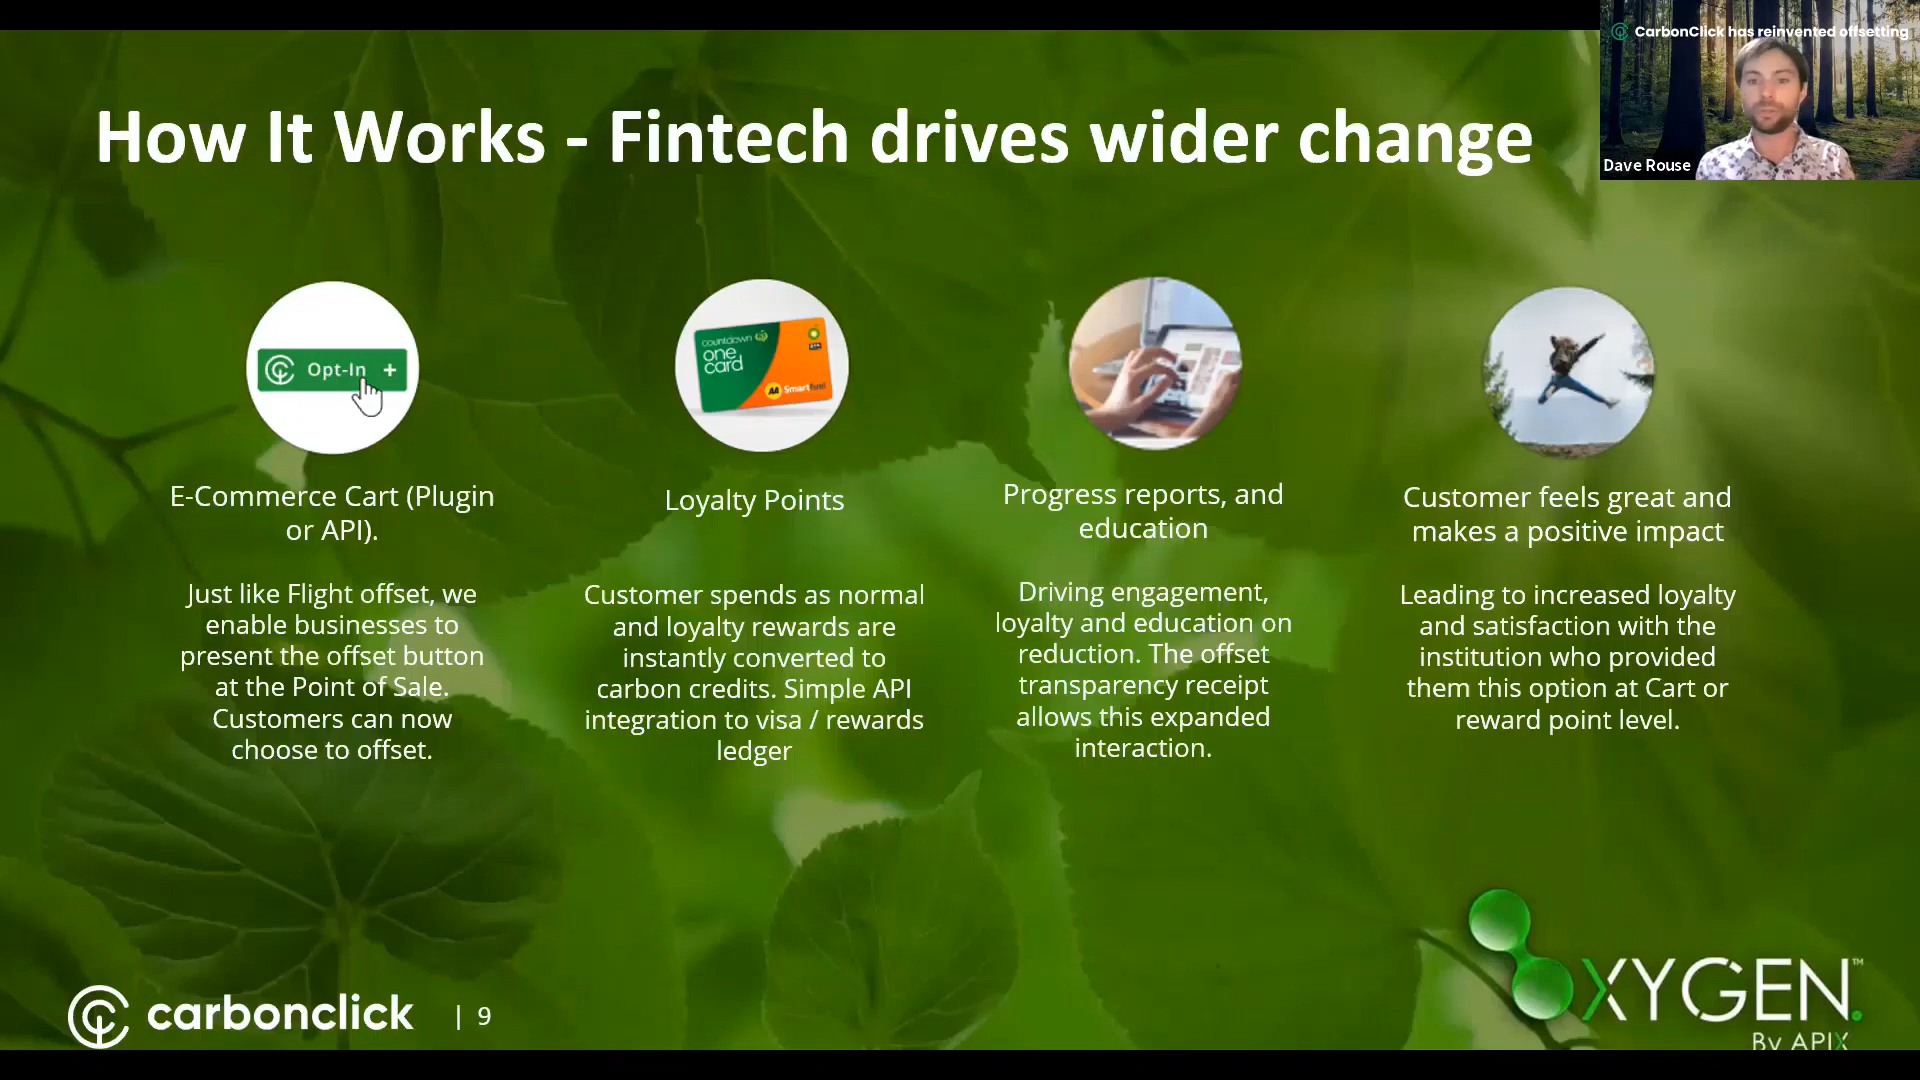 CarbonClick has reinvented offsetting
Dave Rouse
How It Works - Fintech drives wider change
Opt-In +
countdown
one
card
AA Smartfuel
E-Commerce Cart (Plugin
or API).
Just like Flight offset, we
enable businesses to
present the offset button
at the Point of Sale.
Customers can now
choose to offset.
Loyalty Points
Customer spends as normal
and loyalty rewards are
instantly converted to
carbon credits. Simple API
integration to visa / rewards
ledger
Progress reports, and
education
Driving engagement,
loyalty and education on
reduction. The offset
transparency receipt
allows this expanded
interaction.
Customer feels great and
makes a positive impact
Leading to increased loyalty
and satisfaction with the
institution who provided
them this option at Cart or
reward point level.
carbonclick | 9
OXYGEN™
By APIX